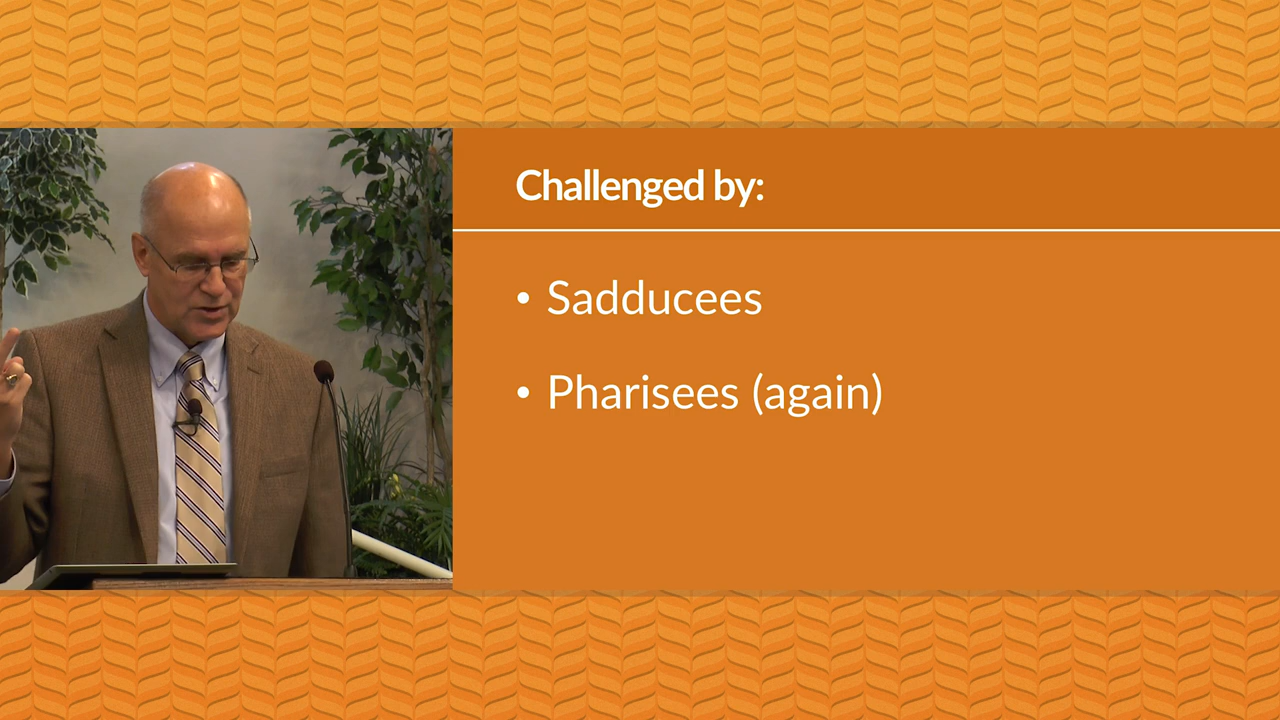 Challenged by:
• Sadducees
• Pharisees (again)